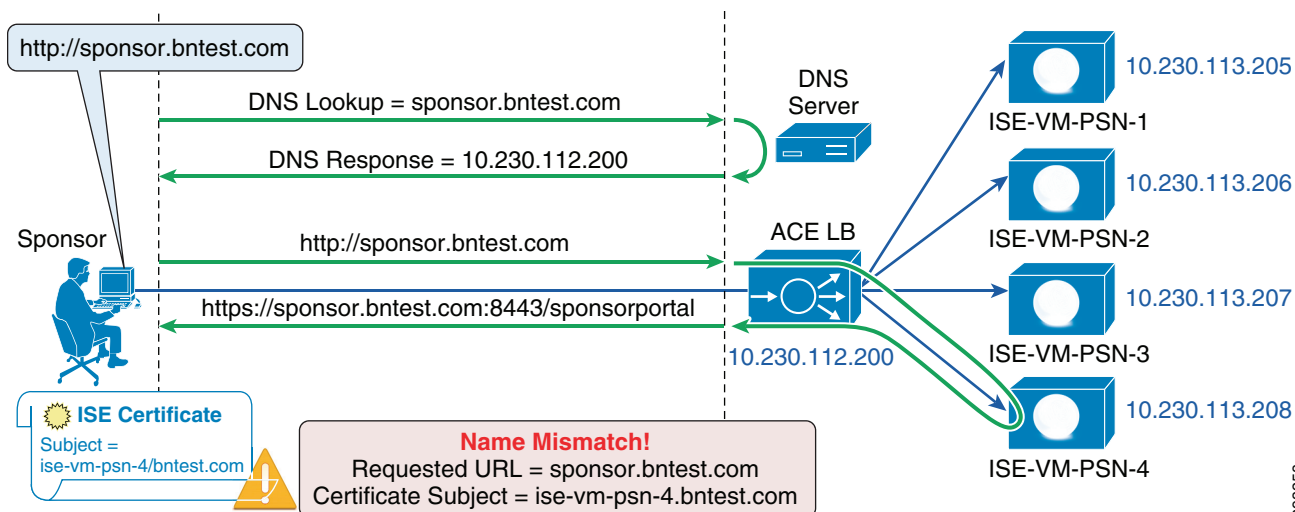 http://sponsor.bntest.com
DNS Lookup = sponsor.bntest.com
DNS Response = 10.230.112.200
DNS
Server
10.230.113.205
ISE-VM-PSN-1
10.230.113.206
ISE-VM-PSN-2
Sponsor
http://sponsor.bntest.com
ACE LB
https://sponsor.bntest.com:8443/sponsorportal
10.230.112.200
10.230.113.207
ISE-VM-PSN-3
10.230.113.208
ISE-VM-PSN-4
ISE Certificate
Subject =
ise-vm-psn-4/bntest.com
Name Mismatch!
Requested URL = sponsor.bntest.com
Certificate Subject = ise-vm-psn-4.bntest.com